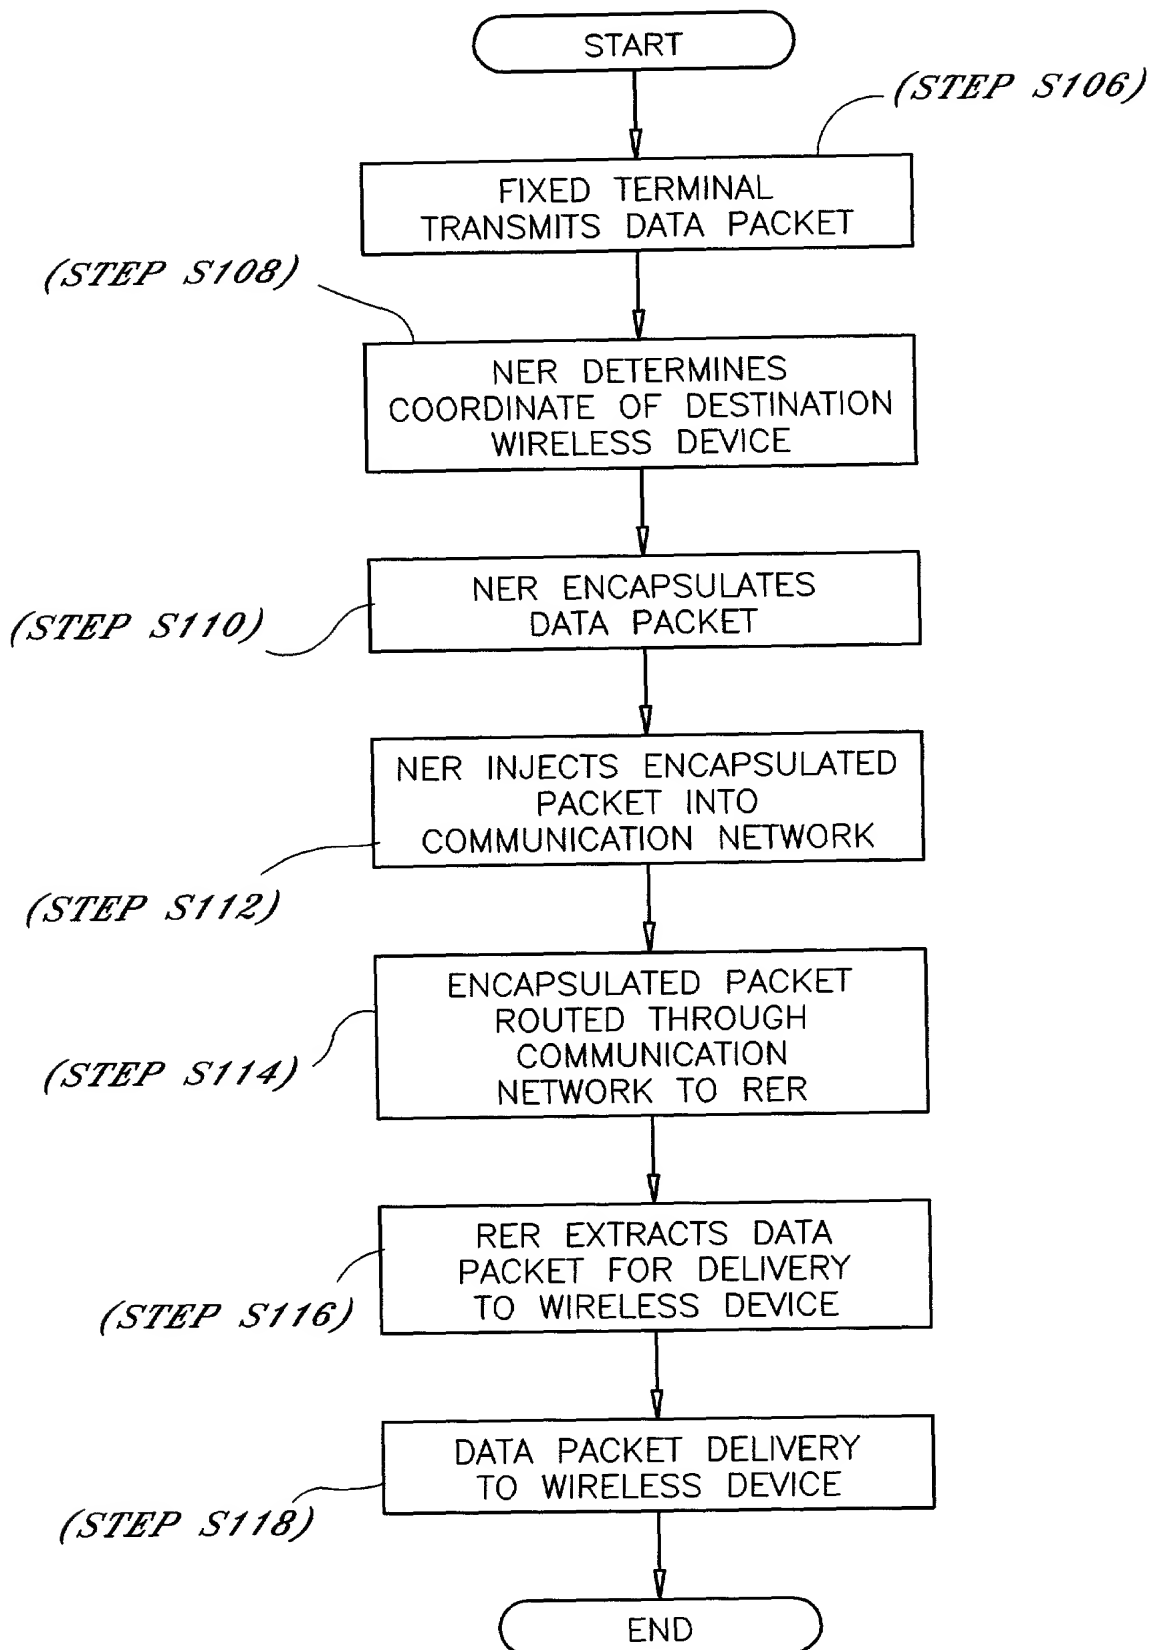 START
(STEP S106)
FIXED TERMINAL
TRANSMITS DATA PACKET
(STEP S108)
NER DETERMINES
COORDINATE OF DESTINATION
WIRELESS DEVICE
NER ENCAPSULATES
DATA PACKET
(STEP S110)
NER INJECTS ENCAPSULATED
PACKET INTO
COMMUNICATION NETWORK
(STEP S112)
ENCAPSULATED PACKET
ROUTED THROUGH
COMMUNICATION
NETWORK TO RER
(STEP S114)
RER EXTRACTS DATA
PACKET FOR DELIVERY
TO WIRELESS DEVICE
(STEP S116)
DATA PACKET DELIVERY
TO WIRELESS DEVICE
(STEP S118)
END